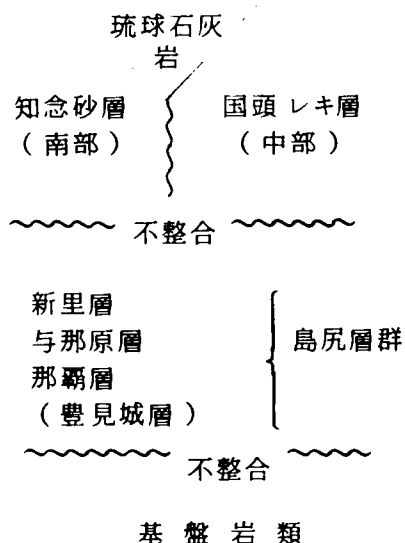 琉球石灰
岩
知念砂層 国頭レキ層
(南部) (中部)
不整合
新里層
与那原層 島尻層群
那覇層
(豊見城層)
不整合
基盤岩類